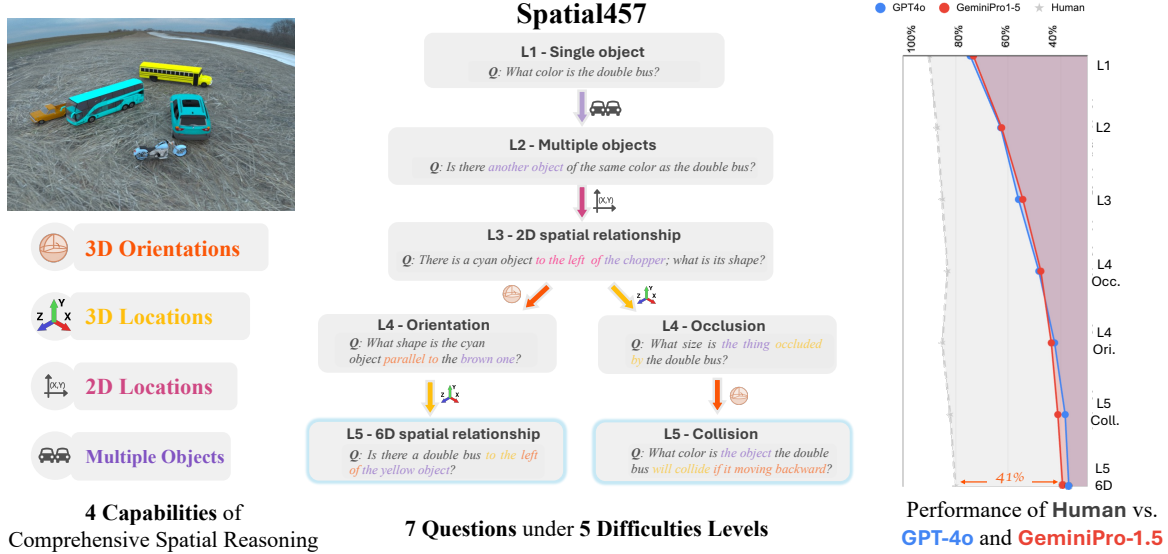 Spatial457
L1 - Single object
Q: What color is the double bus?
L2 - Multiple objects
Q: Is there another object of the same color as the double bus?
(X,Y)
L3 - 2D spatial relationship
Q: There is a cyan object to the left of the chopper; what is its shape?
L4 - Orientation
Q: What shape is the cyan
object parallel to the brown one?
Z
Y
X
L4 - Occlusion
Q: What size is the thing occluded
by the double bus?
Z
Y
X
L5 - 6D spatial relationship
Q: Is there a double bus to the left
of the yellow object?
L5 - Collision
Q: What color is the object the double
bus will collide if it moving backward?
7 Questions under 5 Difficulties Levels
3D Orientations
Z
Y
X
3D Locations
(X,Y)
2D Locations
Multiple Objects
4 Capabilities of
Comprehensive Spatial Reasoning
GPT4o
GeminiPro1-5
Human
100%
80%
60%
40%
L1
L2
L3
L4
Occ.
L4
Ori.
L5
Coll.
L5
6D
41%
Performance of Human vs.
GPT-4o and GeminiPro-1.5